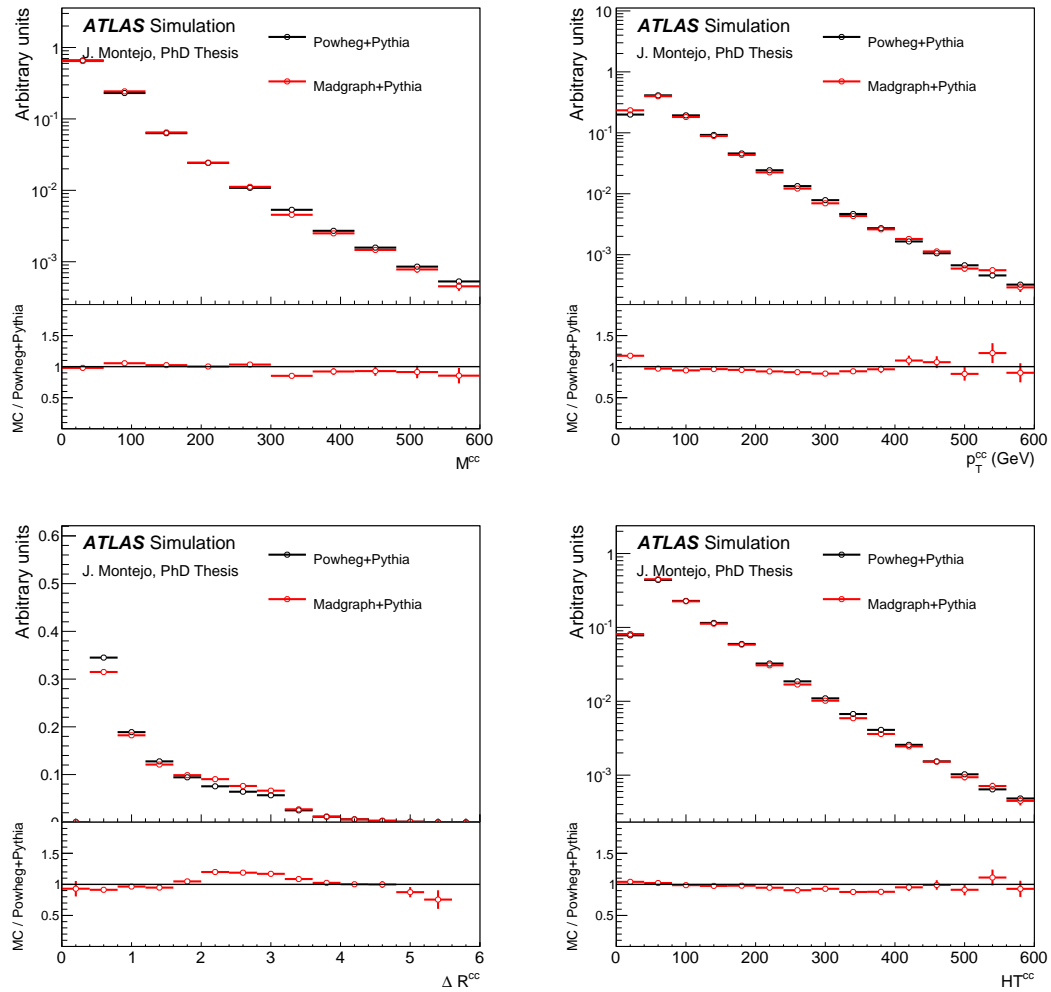 ATLAS Simulation
J. Montejo, PhD Thesis
Powheg+Pythia
Madgraph+Pythia
Arbitrary units
1
10^-1
10^-2
10^-3
MC / Powheg+Pythia
1.5
1
0.5
0 100 200 300 400 500 600
M^cc
ATLAS Simulation
J. Montejo, PhD Thesis
Powheg+Pythia
Madgraph+Pythia
Arbitrary units
10
1
10^-1
10^-2
10^-3
MC / Powheg+Pythia
1.5
1
0.5
0 100 200 300 400 500 600
p_T^cc (GeV)
ATLAS Simulation
J. Montejo, PhD Thesis
Powheg+Pythia
Madgraph+Pythia
Arbitrary units
0.6
0.5
0.4
0.3
0.2
0.1
0
MC / Powheg+Pythia
1.5
1
0.5
0 1 2 3 4 5 6
Δ R^cc
ATLAS Simulation
J. Montejo, PhD Thesis
Powheg+Pythia
Madgraph+Pythia
Arbitrary units
1
10^-1
10^-2
10^-3
MC / Powheg+Pythia
1.5
1
0.5
0 100 200 300 400 500 600
HT^cc